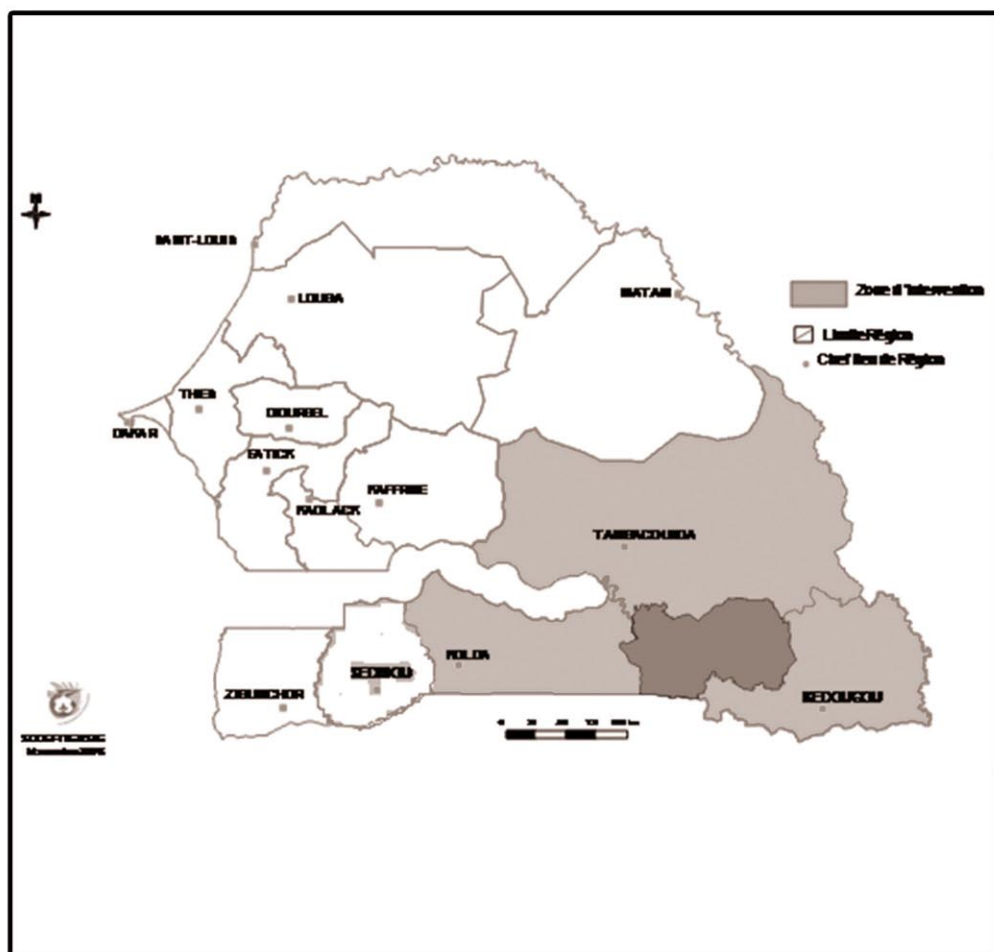 N
SAINT-LOUIS
LOUGA
MATAM
Zone d'Intervention
Limite Région
Chef lieu de Région
THIES
DIOURBEL
DAKAR
FATICK
KAFFRINE
KAOLACK
TAMBACOUNDA
KOLDA
SEDHIOU
ZIGUINCHOR
KEDOUGOU